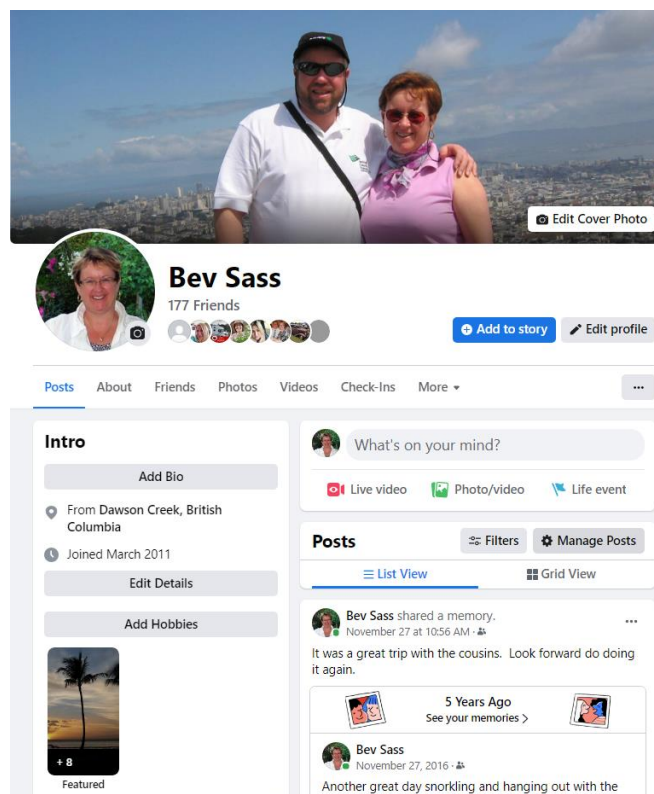 Edit Cover Photo
Bev Sass
177 Friends
Add to story
Edit profile
Posts
About
Friends
Photos
Videos
Check-Ins
More
Intro
Add Bio
From Dawson Creek, British
Columbia
Joined March 2011
Edit Details
Add Hobbies
+ 8
Featured
What's on your mind?
Live video
Photo/video
Life event
Posts
Filters
Manage Posts
List View
Grid View
Bev Sass shared a memory.
November 27 at 10:56 AM ·
It was a great trip with the cousins. Look forward do doing
it again.
5 Years Ago
See your memories >
Bev Sass
November 27, 2016 ·
Another great day snorkling and hanging out with the